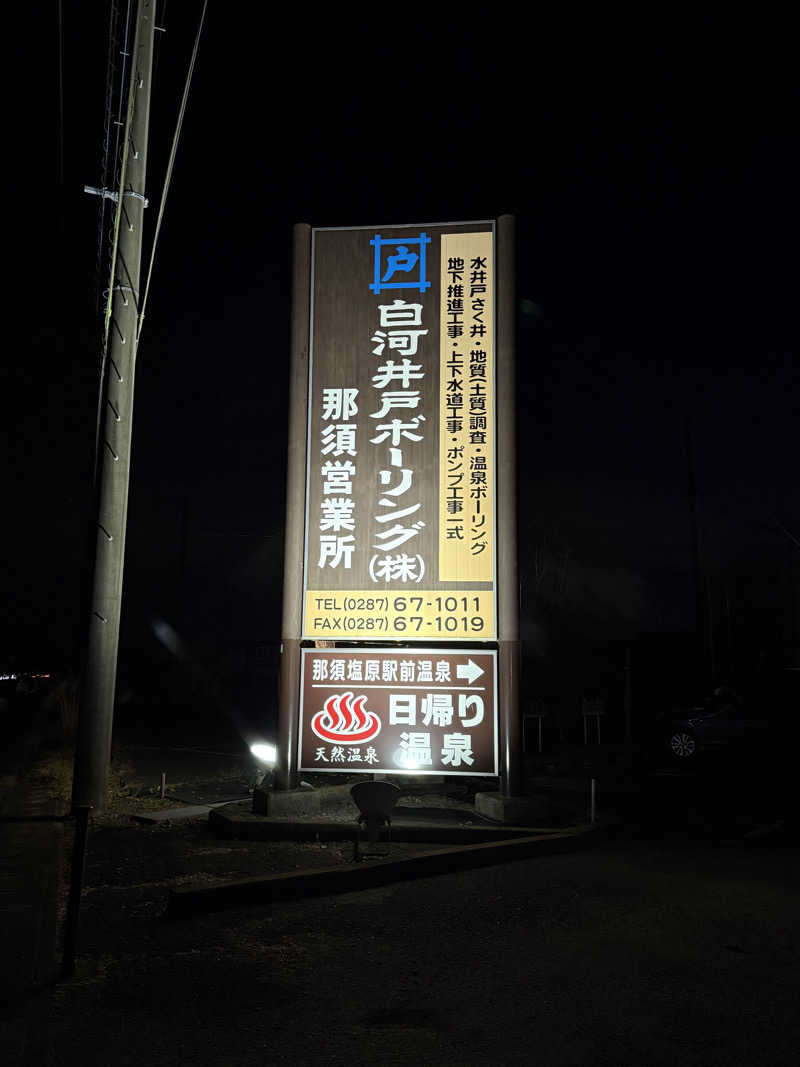 水井戸さく井・地質(土質)調査・温泉ボーリング
地下推進工事・上下水道工事・ポンプ工事一式
戸
白河井戸ボーリング(株)
那須営業所
TEL(0287)67-1011
FAX(0287)67-1019
那須塩原駅前温泉
天然温泉
日帰り
温泉